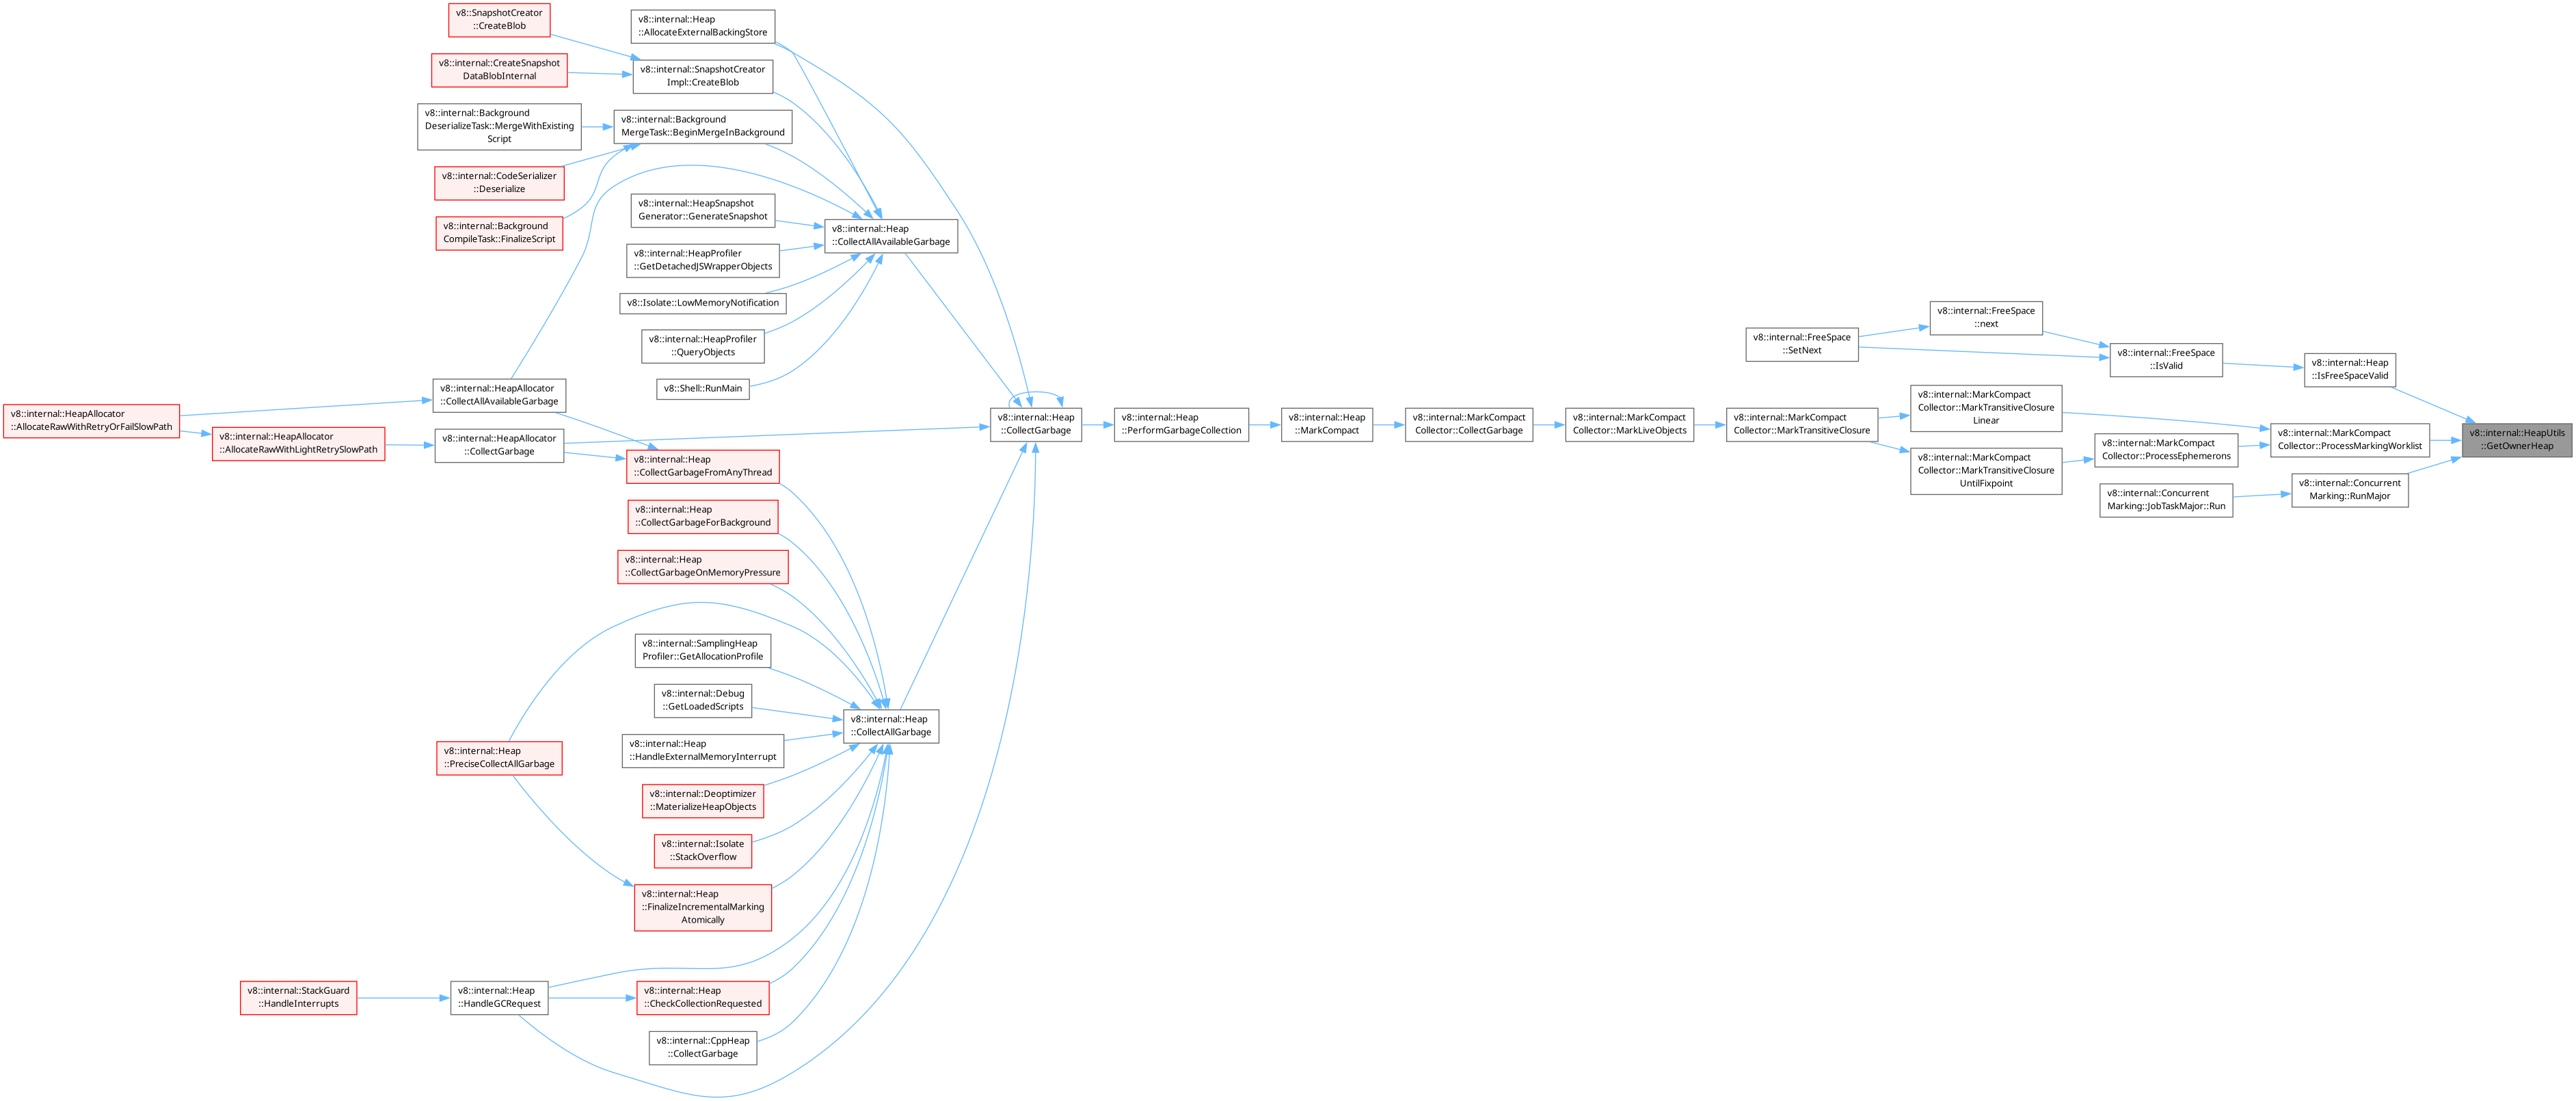 v8::SnapshotCreator
::CreateBlob
v8::internal::CreateSnapshot
DataBlobInternal
v8::internal::Background
DeserializeTask::MergeWithExisting
Script
v8::internal::CodeSerializer
::Deserialize
v8::internal::Background
CompileTask::FinalizeScript
v8::internal::Heap
::AllocateExternalBackingStore
v8::internal::SnapshotCreator
Impl::CreateBlob
v8::internal::Background
MergeTask::BeginMergeInBackground
v8::internal::HeapSnapshot
Generator::GenerateSnapshot
v8::internal::HeapProfiler
::GetDetachedJSWrapperObjects
v8::Isolate::LowMemoryNotification
v8::internal::HeapProfiler
::QueryObjects
v8::Shell::RunMain
v8::internal::Heap
::CollectAllAvailableGarbage
v8::internal::HeapAllocator
::AllocateRawWithRetryOrFailSlowPath
v8::internal::HeapAllocator
::AllocateRawWithLightRetrySlowPath
v8::internal::HeapAllocator
::CollectAllAvailableGarbage
v8::internal::HeapAllocator
::CollectGarbage
v8::internal::Heap
::CollectGarbageFromAnyThread
v8::internal::Heap
::CollectGarbageForBackground
v8::internal::Heap
::CollectGarbageOnMemoryPressure
v8::internal::SamplingHeap
Profiler::GetAllocationProfile
v8::internal::Debug
::GetLoadedScripts
v8::internal::Heap
::HandleExternalMemoryInterrupt
v8::internal::Deoptimizer
::MaterializeHeapObjects
v8::internal::Isolate
::StackOverflow
v8::internal::Heap
::FinalizeIncrementalMarking
Atomically
v8::internal::Heap
::PreciseCollectAllGarbage
v8::internal::StackGuard
::HandleInterrupts
v8::internal::Heap
::HandleGCRequest
v8::internal::Heap
::CheckCollectionRequested
v8::internal::CppHeap
::CollectGarbage
v8::internal::Heap
::CollectAllGarbage
v8::internal::Heap
::CollectGarbage
v8::internal::Heap
::PerformGarbageCollection
v8::internal::Heap
::MarkCompact
v8::internal::MarkCompact
Collector::CollectGarbage
v8::internal::MarkCompact
Collector::MarkLiveObjects
v8::internal::MarkCompact
Collector::MarkTransitiveClosure
v8::internal::FreeSpace
::SetNext
v8::internal::FreeSpace
::next
v8::internal::FreeSpace
::IsValid
v8::internal::Heap
::IsFreeSpaceValid
v8::internal::MarkCompact
Collector::MarkTransitiveClosure
Linear
v8::internal::MarkCompact
Collector::MarkTransitiveClosure
UntilFixpoint
v8::internal::MarkCompact
Collector::ProcessEphemerons
v8::internal::MarkCompact
Collector::ProcessMarkingWorklist
v8::internal::Concurrent
Marking::JobTaskMajor::Run
v8::internal::Concurrent
Marking::RunMajor
v8::internal::HeapUtils
::GetOwnerHeap